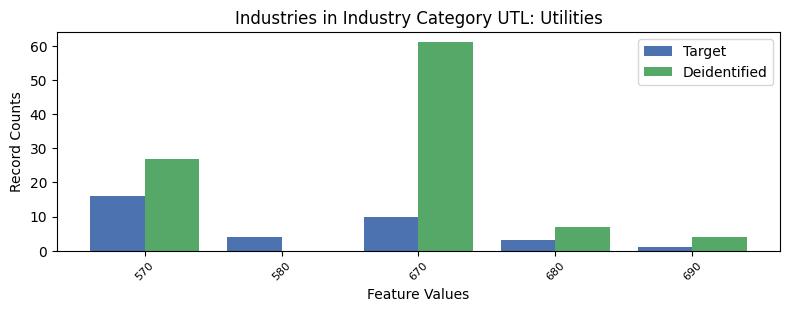 Industries in Industry Category UTL: Utilities
Target
Deidentified
Record Counts
60
50
40
30
20
10
0
570
580
670
680
690
Feature Values